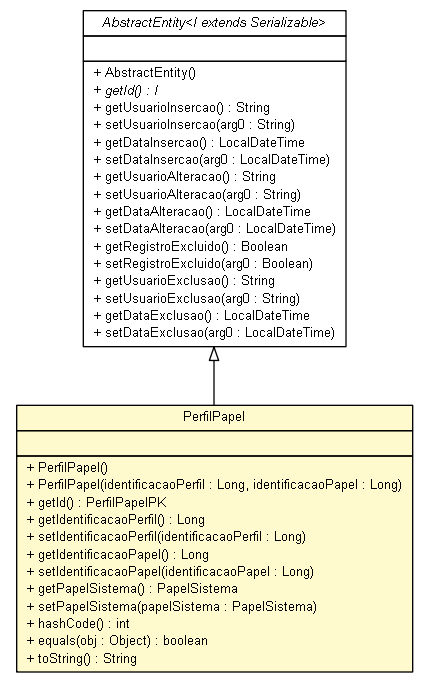 AbstractEntity<I extends Serializable>
+ AbstractEntity()
+ getId() : I
+ getUsuarioInsercao() : String
+ setUsuarioInsercao(arg0 : String)
+ getDataInsercao() : LocalDateTime
+ setDataInsercao(arg0 : LocalDateTime)
+ getUsuarioAlteracao() : String
+ setUsuarioAlteracao(arg0 : String)
+ getDataAlteracao() : LocalDateTime
+ setDataAlteracao(arg0 : LocalDateTime)
+ getRegistroExcluido() : Boolean
+ setRegistroExcluido(arg0 : Boolean)
+ getUsuarioExclusao() : String
+ setUsuarioExclusao(arg0 : String)
+ getDataExclusao() : LocalDateTime
+ setDataExclusao(arg0 : LocalDateTime)
PerfilPapel
+ PerfilPapel()
+ PerfilPapel(identificacaoPerfil : Long, identificacaoPapel : Long)
+ getId() : PerfilPapelPK
+ getIdentificacaoPerfil() : Long
+ setIdentificacaoPerfil(identificacaoPerfil : Long)
+ getIdentificacaoPapel() : Long
+ setIdentificacaoPapel(identificacaoPapel : Long)
+ getPapelSistema() : PapelSistema
+ setPapelSistema(papelSistema : PapelSistema)
+ hashCode() : int
+ equals(obj : Object) : boolean
+ toString() : String